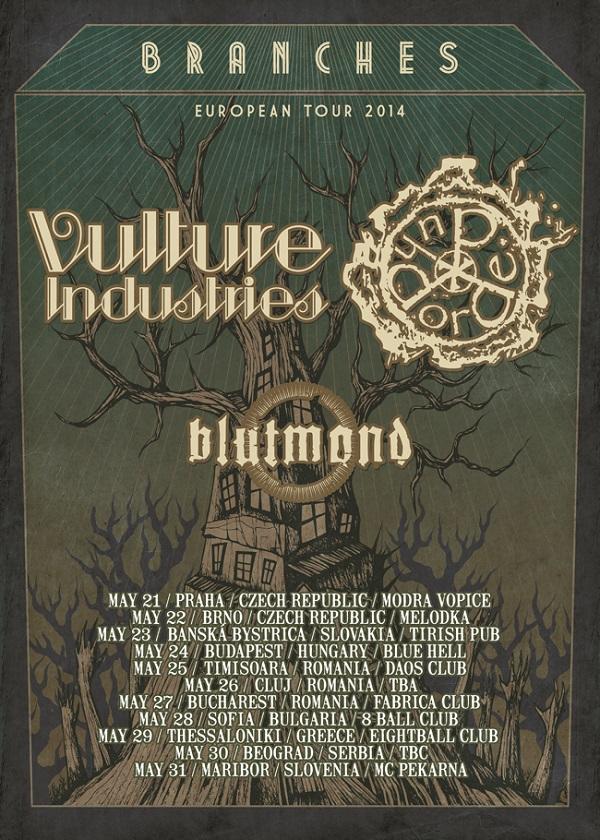 BRANCHES
EUROPEAN TOUR 2014
Vulture
Industries
Dor De Duh
blutmond
MAY 21 / PRAHA / CZECH REPUBLIC / MODRA VOPICE
MAY 22 / BRNO / CZECH REPUBLIC / MELODKA
MAY 23 / BANSKÁ BYSTRICA / SLOVAKIA / TIRISH PUB
MAY 24 / BUDAPEST / HUNGARY / BLUE HELL
MAY 25 / TIMISOARA / ROMANIA / DAOS CLUB
MAY 26 / CLUJ / ROMANIA / TBA
MAY 27 / BUCHAREST / ROMANIA / FABRICA CLUB
MAY 28 / SOFIA / BULGARIA / 8 BALL CLUB
MAY 29 / THESSALONIKI / GREECE / EIGHTBALL CLUB
MAY 30 / BEOGRAD / SERBIA / TBC
MAY 31 / MARIBOR / SLOVENIA / MC PEKARNA